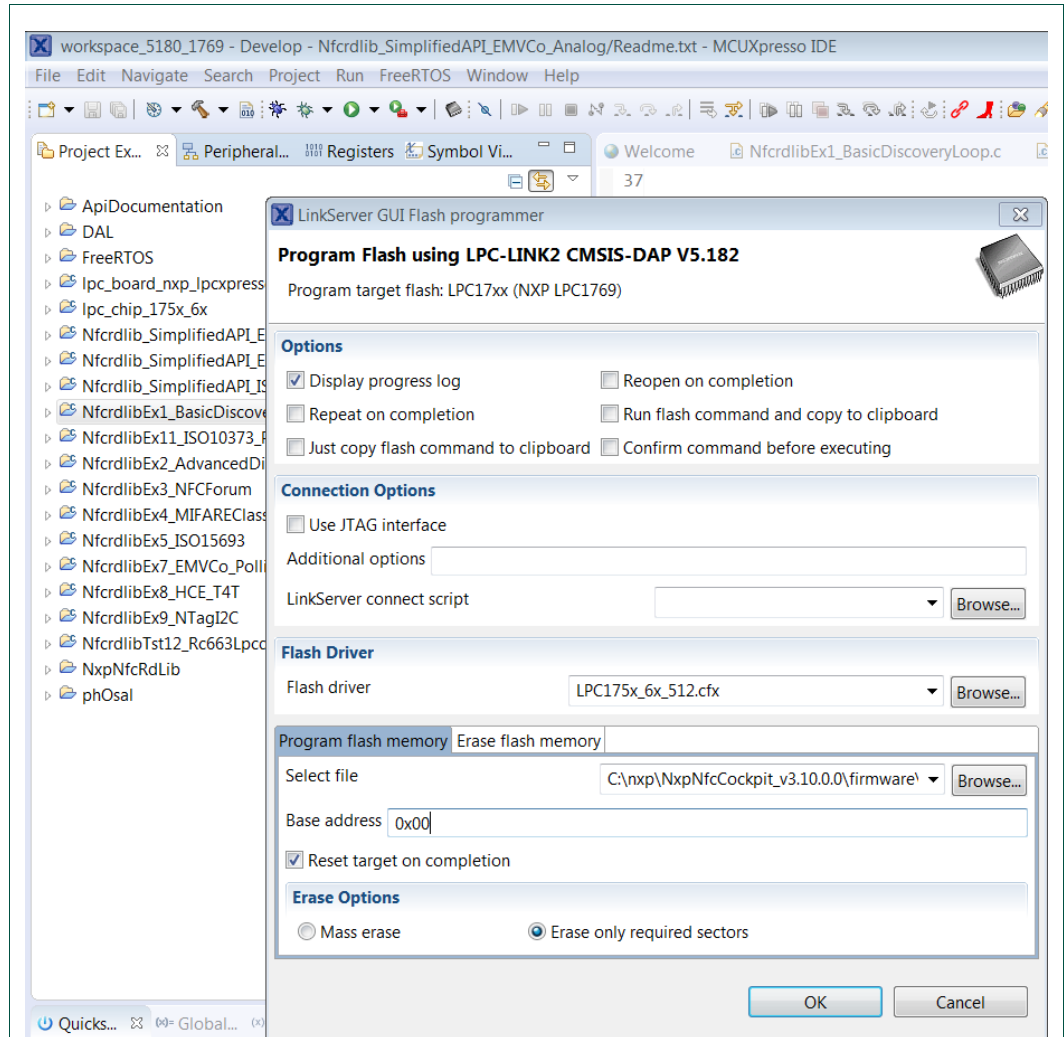 workspace_5180_1769 - Develop - Nfcrdlib_SimplifiedAPI_EMVCo_Analog/Readme.txt - MCUXpresso IDE
File Edit Navigate Search Project Run FreeRTOS Window Help
Project Ex... Peripheral... Registers Symbol Vi...
Welcome NfcrdlibEx1_BasicDiscoveryLoop.c
37
ApiDocumentation
DAL
FreeRTOS
lpc_board_nxp_lpcxpress
lpc_chip_175x_6x
Nfcrdlib_SimplifiedAPI_E
Nfcrdlib_SimplifiedAPI_E
Nfcrdlib_SimplifiedAPI_IS
NfcrdlibEx1_BasicDiscove
NfcrdlibEx11_ISO10373_P
NfcrdlibEx2_AdvancedDi
NfcrdlibEx3_NFCForum
NfcrdlibEx4_MIFAREClass
NfcrdlibEx5_ISO15693
NfcrdlibEx7_EMVCo_Polli
NfcrdlibEx8_HCE_T4T
NfcrdlibEx9_NTagI2C
NfcrdlibTst12_Rc663Lpcc
NxpNfcRdLib
phOsal
LinkServer GUI Flash programmer
Program Flash using LPC-LINK2 CMSIS-DAP V5.182
Program target flash: LPC17xx (NXP LPC1769)
Options
Display progress log Reopen on completion
Repeat on completion Run flash command and copy to clipboard
Just copy flash command to clipboard Confirm command before executing
Connection Options
Use JTAG interface
Additional options
LinkServer connect script Browse...
Flash Driver
Flash driver LPC175x_6x_512.cfx Browse...
Program flash memory Erase flash memory
Select file C:\nxp\NxpNfcCockpit_v3.10.0.0\firmware\ Browse...
Base address 0x00
Reset target on completion
Erase Options
Mass erase Erase only required sectors
OK Cancel
Quicks... (x)= Global... (x)